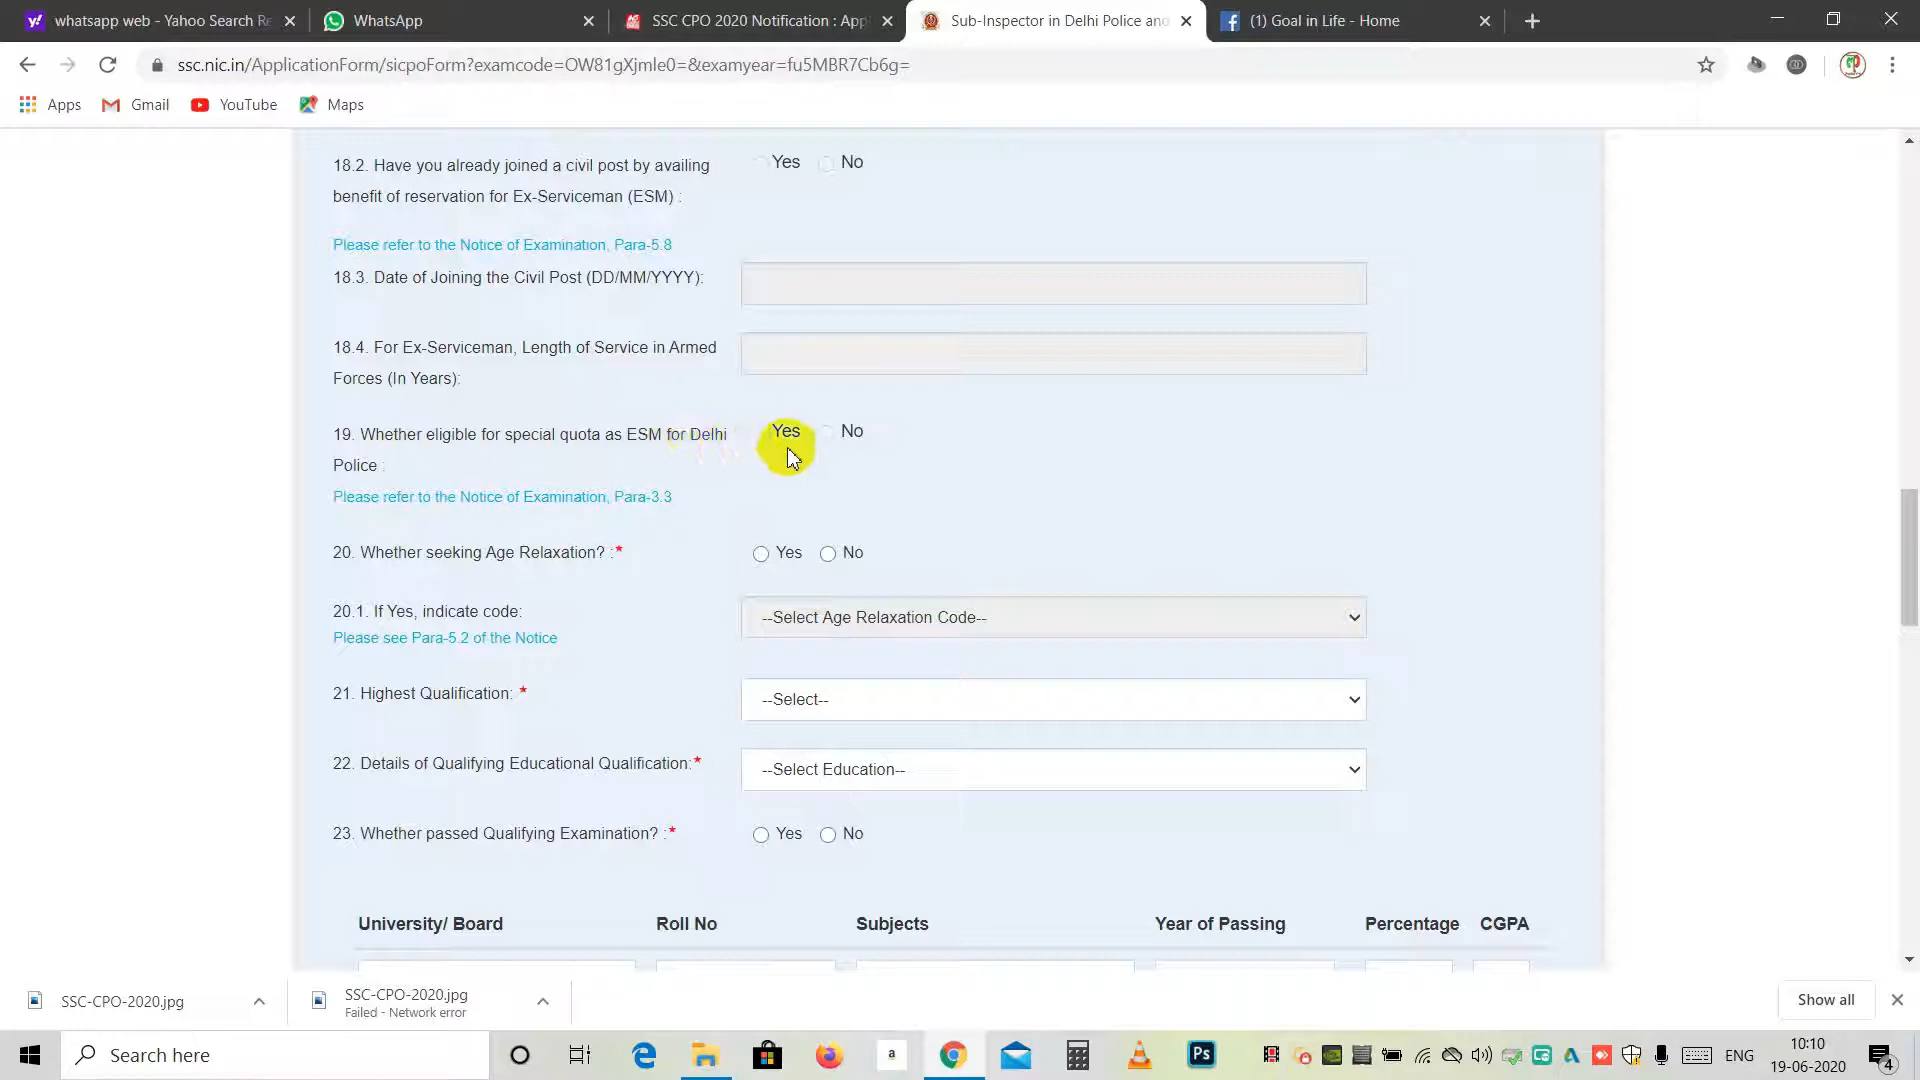 whatsapp web - Yahoo Search Re
WhatsApp
SSC CPO 2020 Notification : App
Sub-Inspector in Delhi Police and
(1) Goal in Life - Home
ssc.nic.in/ApplicationForm/sicpoForm?examcode=OW81gXjmle0=&examyear=fu5MBR7Cb6g=
Apps Gmail YouTube Maps
18.2. Have you already joined a civil post by availing Yes No
benefit of reservation for Ex-Serviceman (ESM) :
Please refer to the Notice of Examination, Para-5.8
18.3. Date of Joining the Civil Post (DD/MM/YYYY):
18.4. For Ex-Serviceman, Length of Service in Armed
Forces (In Years):
19. Whether eligible for special quota as ESM for Delhi Yes No
Police :
Please refer to the Notice of Examination, Para-3.3
20. Whether seeking Age Relaxation? :* Yes No
20.1. If Yes, indicate code: --Select Age Relaxation Code--
Please see Para-5.2 of the Notice
21. Highest Qualification: * --Select--
22. Details of Qualifying Educational Qualification:* --Select Education--
23. Whether passed Qualifying Examination? :* Yes No
University/ Board Roll No Subjects Year of Passing Percentage CGPA
SSC-CPO-2020.jpg
SSC-CPO-2020.jpg
Failed - Network error
Show all
Search here
a
Ps
ENG
10:10
19-06-2020
4